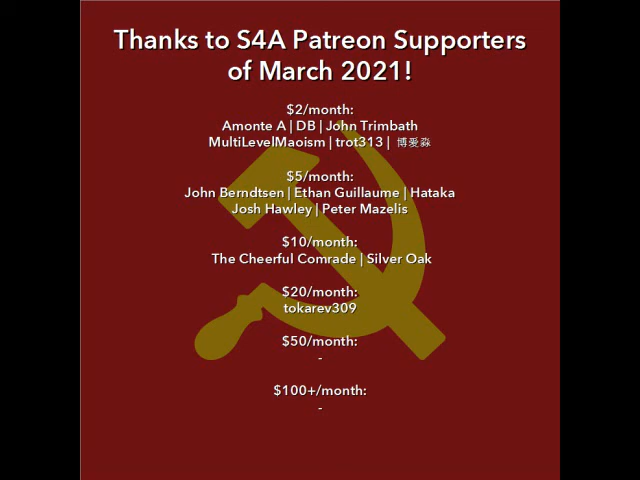 Thanks to S4A Patreon Supporters
of March 2021!
$2/month:
Amonte A | DB | John Trimbath
MultiLevelMaoism | trot313 | 博爱淼
$5/month:
John Berndtsen | Ethan Guillaume | Hataka
Josh Hawley | Peter Mazelis
$10/month:
The Cheerful Comrade | Silver Oak
$20/month:
tokarev309
$50/month:
-
$100+/month:
-